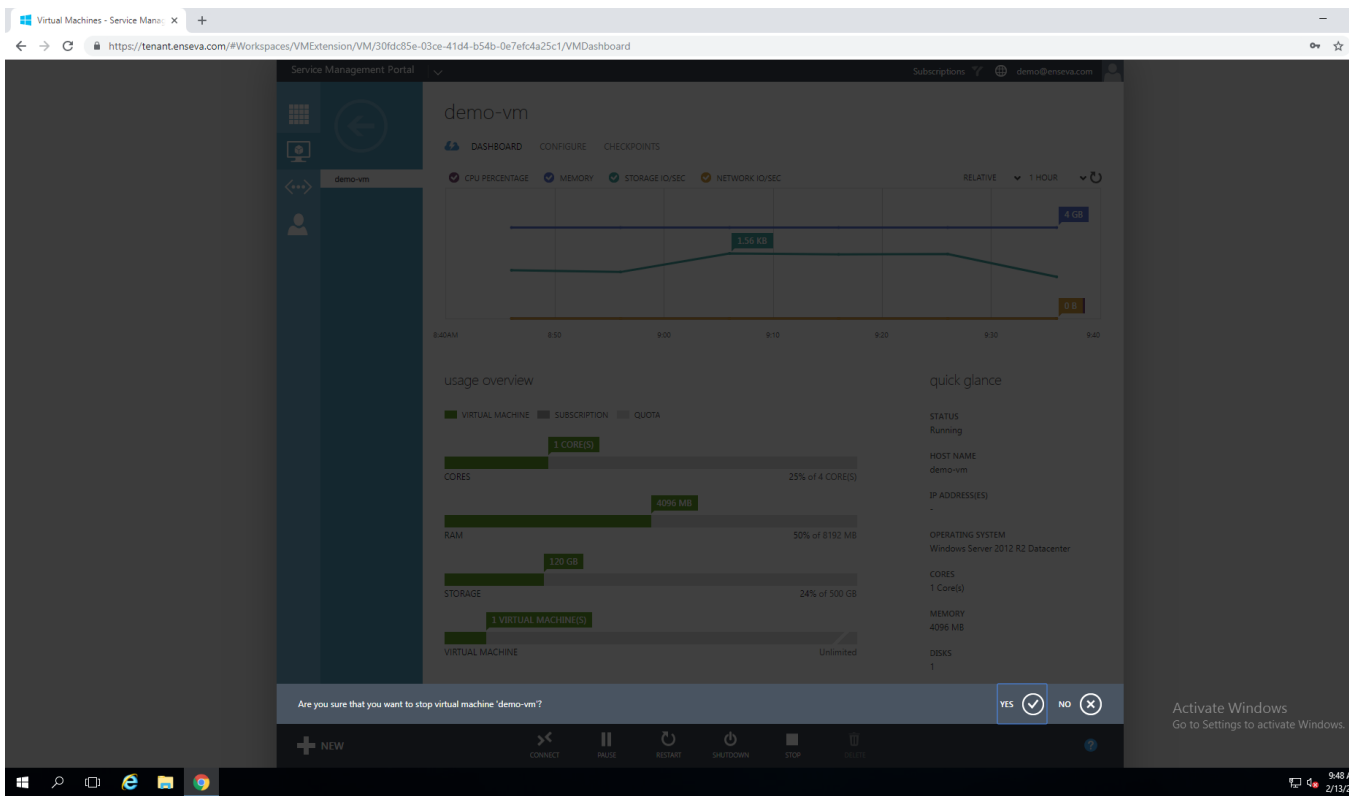 Virtual Machines - Service Manag
https://tenant.enseva.com/#Workspaces/VMExtension/VM/30fdc85e-03ce-41d4-b54b-0e7efc4a25c1/VMDashboard
Service Management Portal
Subscriptions
demo@enseva.com
demo-vm
demo-vm
DASHBOARD CONFIGURE CHECKPOINTS
CPU PERCENTAGE MEMORY STORAGE IO/SEC NETWORK IO/SEC
RELATIVE 1 HOUR
4 GB
1.56 KB
0 B
8:40AM 8:50 9:00 9:10 9:20 9:30 9:40
usage overview
VIRTUAL MACHINE SUBSCRIPTION QUOTA
1 CORE(S)
CORES 25% of 4 CORE(S)
4096 MB
RAM 50% of 8192 MB
120 GB
STORAGE 24% of 500 GB
1 VIRTUAL MACHINE(S)
VIRTUAL MACHINE Unlimited
quick glance
STATUS
Running
HOST NAME
demo-vm
IP ADDRESS(ES)
-
OPERATING SYSTEM
Windows Server 2012 R2 Datacenter
CORES
1 Core(s)
MEMORY
4096 MB
DISKS
1
Are you sure that you want to stop virtual machine 'demo-vm'?
YES NO
Activate Windows
Go to Settings to activate Windows.
NEW
CONNECT PAUSE RESTART SHUTDOWN STOP DELETE
9:48 A
2/13/2